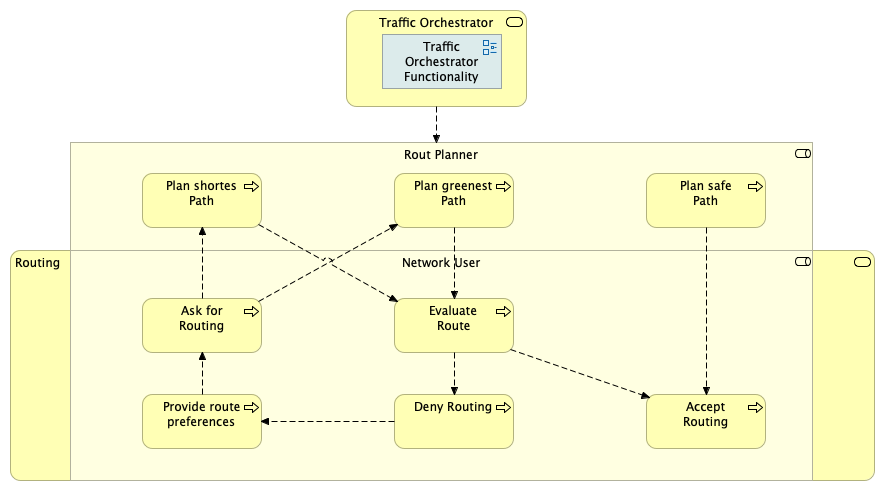 Traffic Orchestrator
Traffic
Orchestrator
Functionality
Rout Planner
Plan shortes
Path
Plan greenest
Path
Plan safe
Path
Routing
Network User
Ask for
Routing
Evaluate
Route
Provide route
preferences
Deny Routing
Accept
Routing